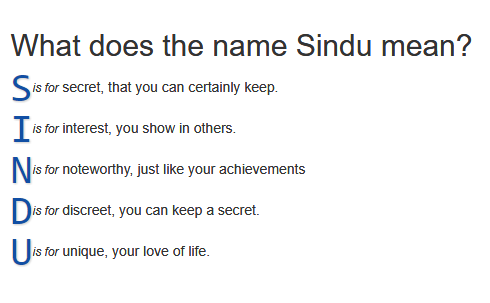 What does the name Sindu mean?
S is for secret, that you can certainly keep.
I is for interest, you show in others.
N is for noteworthy, just like your achievements
D is for discreet, you can keep a secret.
U is for unique, your love of life.